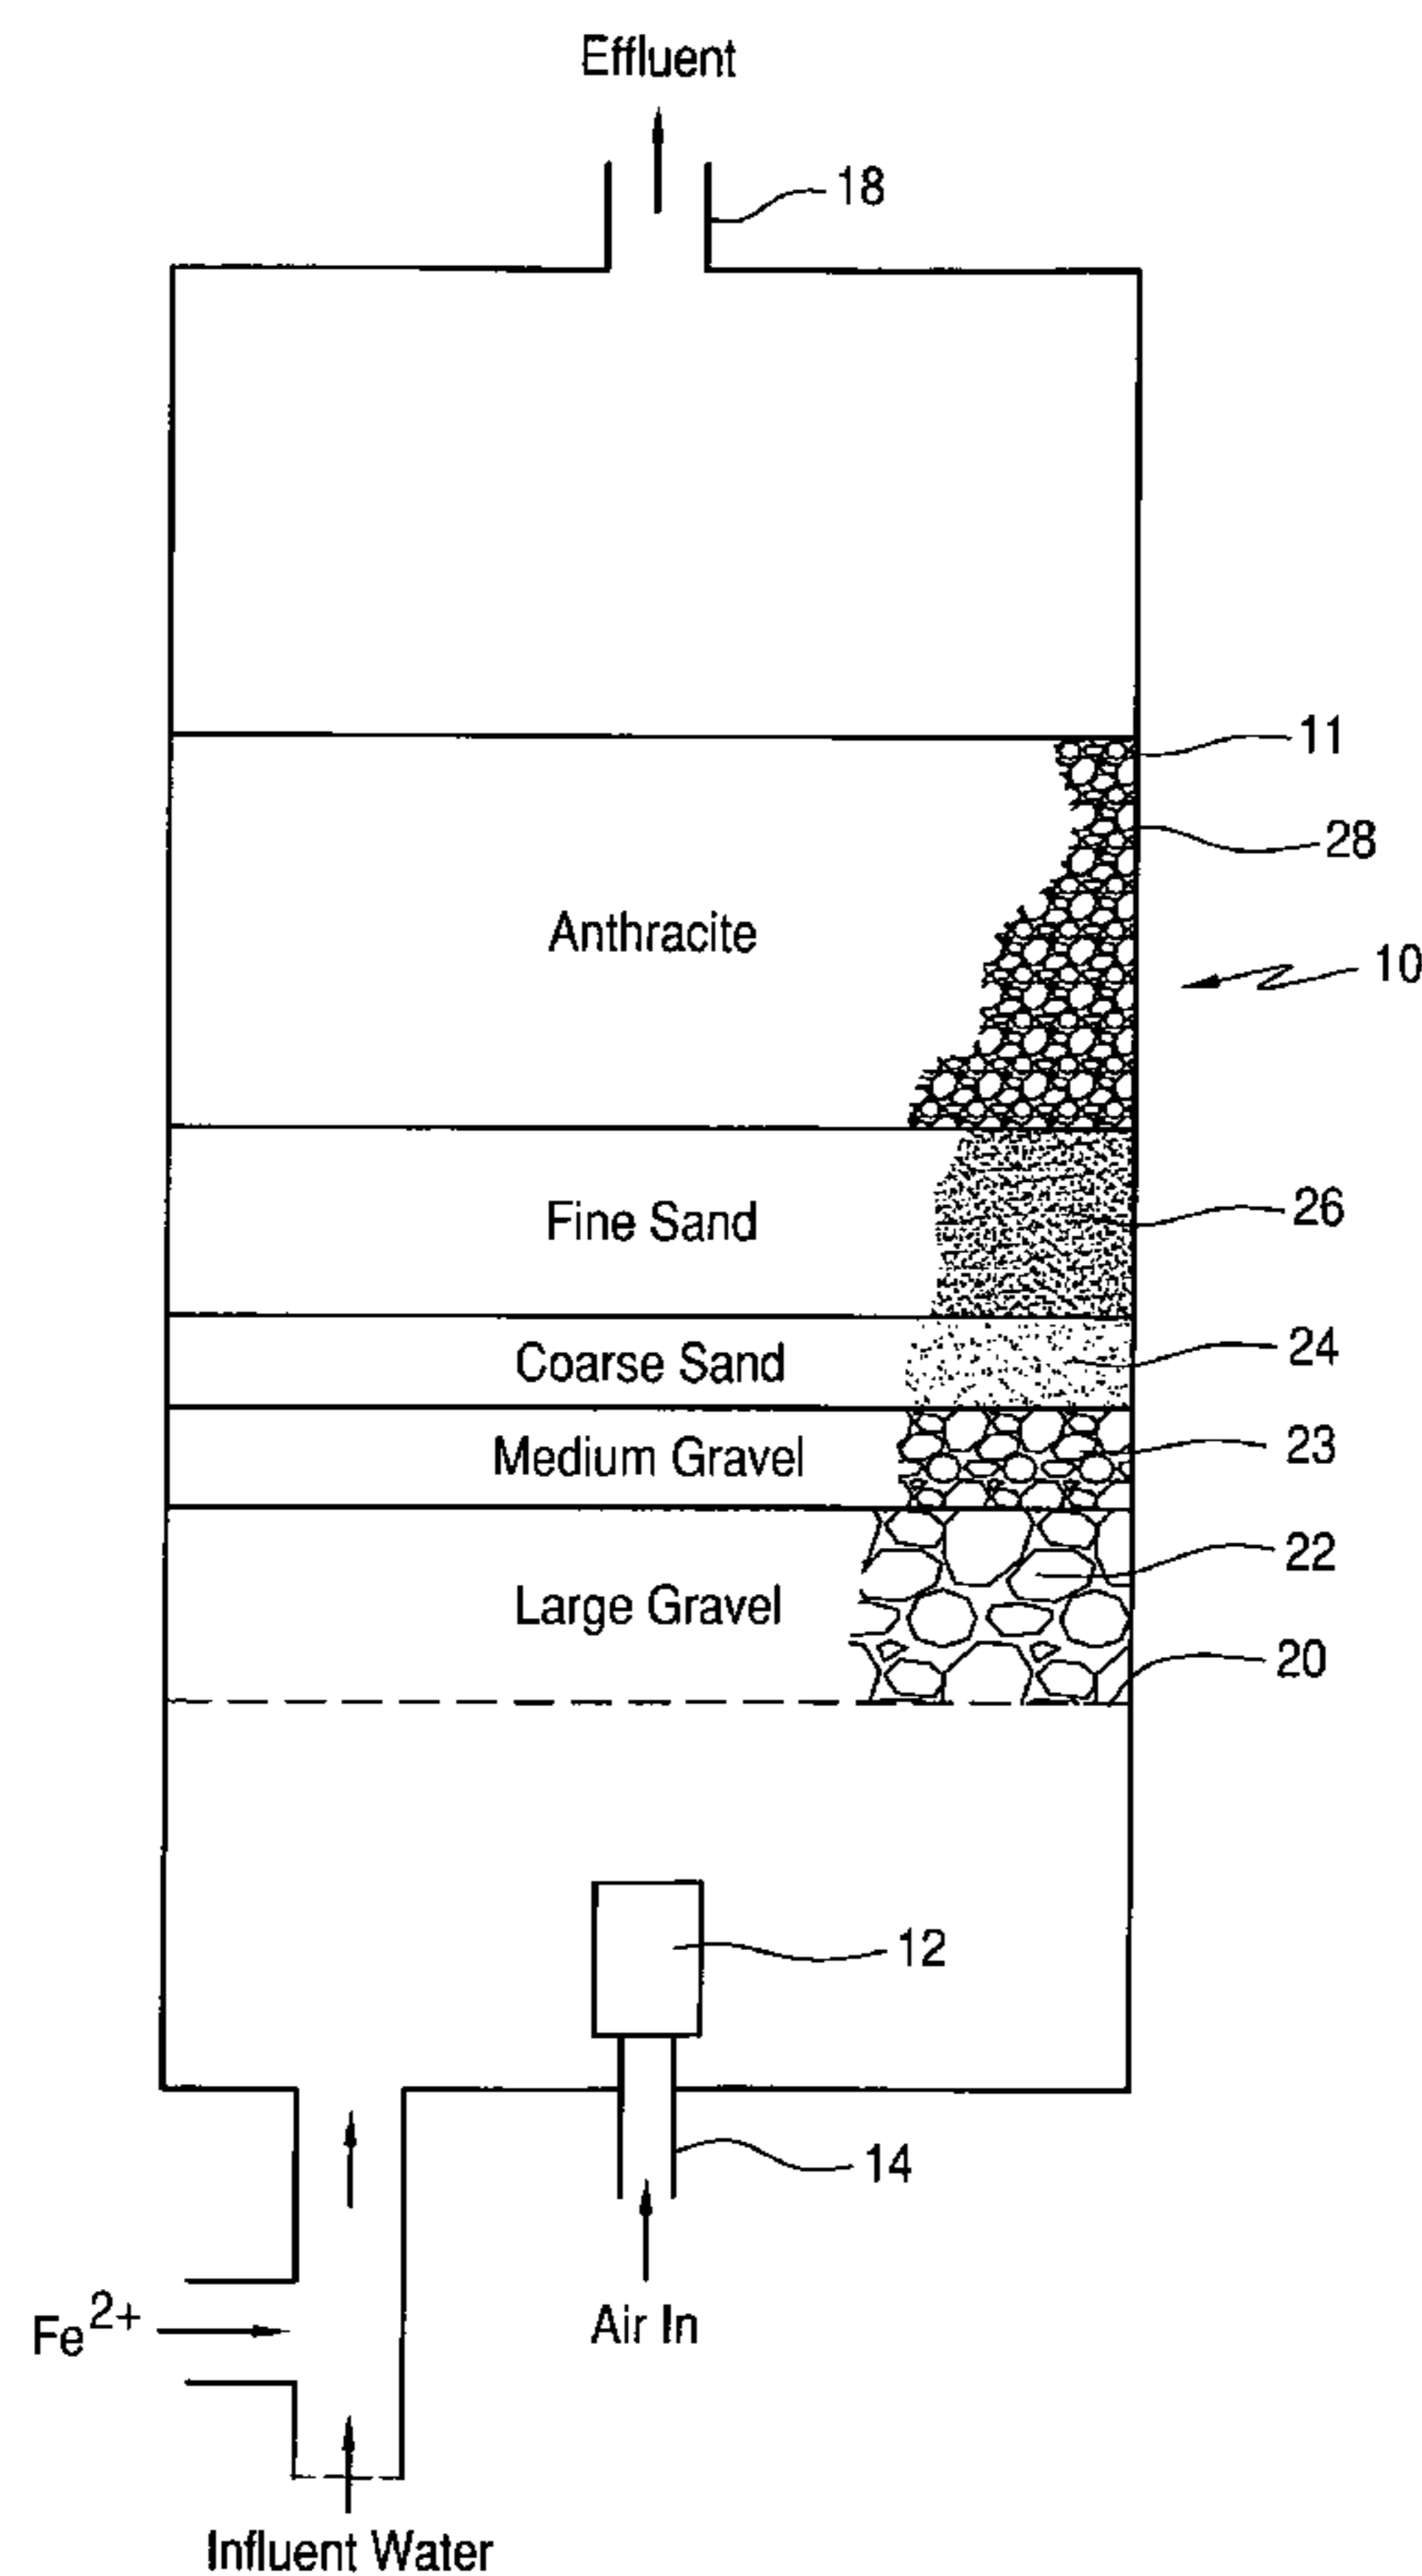 Effluent
18
11
28
Anthracite
10
Fine Sand
26
Coarse Sand
24
Medium Gravel
23
Large Gravel
22
20
12
14
Fe2+
Air In
Influent Water